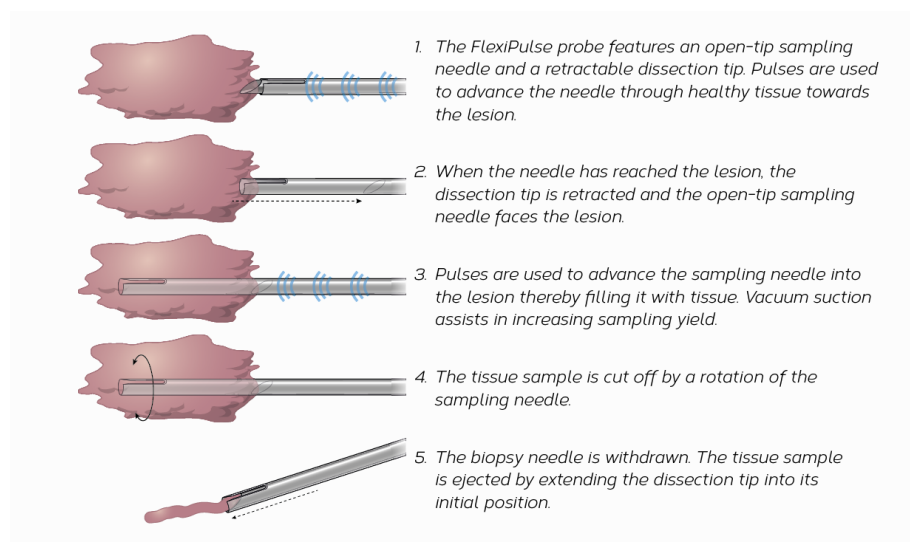 1. The FlexiPulse probe features an open-tip sampling
needle and a retractable dissection tip. Pulses are used
to advance the needle through healthy tissue towards
the lesion.
2. When the needle has reached the lesion, the
dissection tip is retracted and the open-tip sampling
needle faces the lesion.
3. Pulses are used to advance the sampling needle into
the lesion thereby filling it with tissue. Vacuum suction
assists in increasing sampling yield.
4. The tissue sample is cut off by a rotation of the
sampling needle.
5. The biopsy needle is withdrawn. The tissue sample
is ejected by extending the dissection tip into its
initial position.